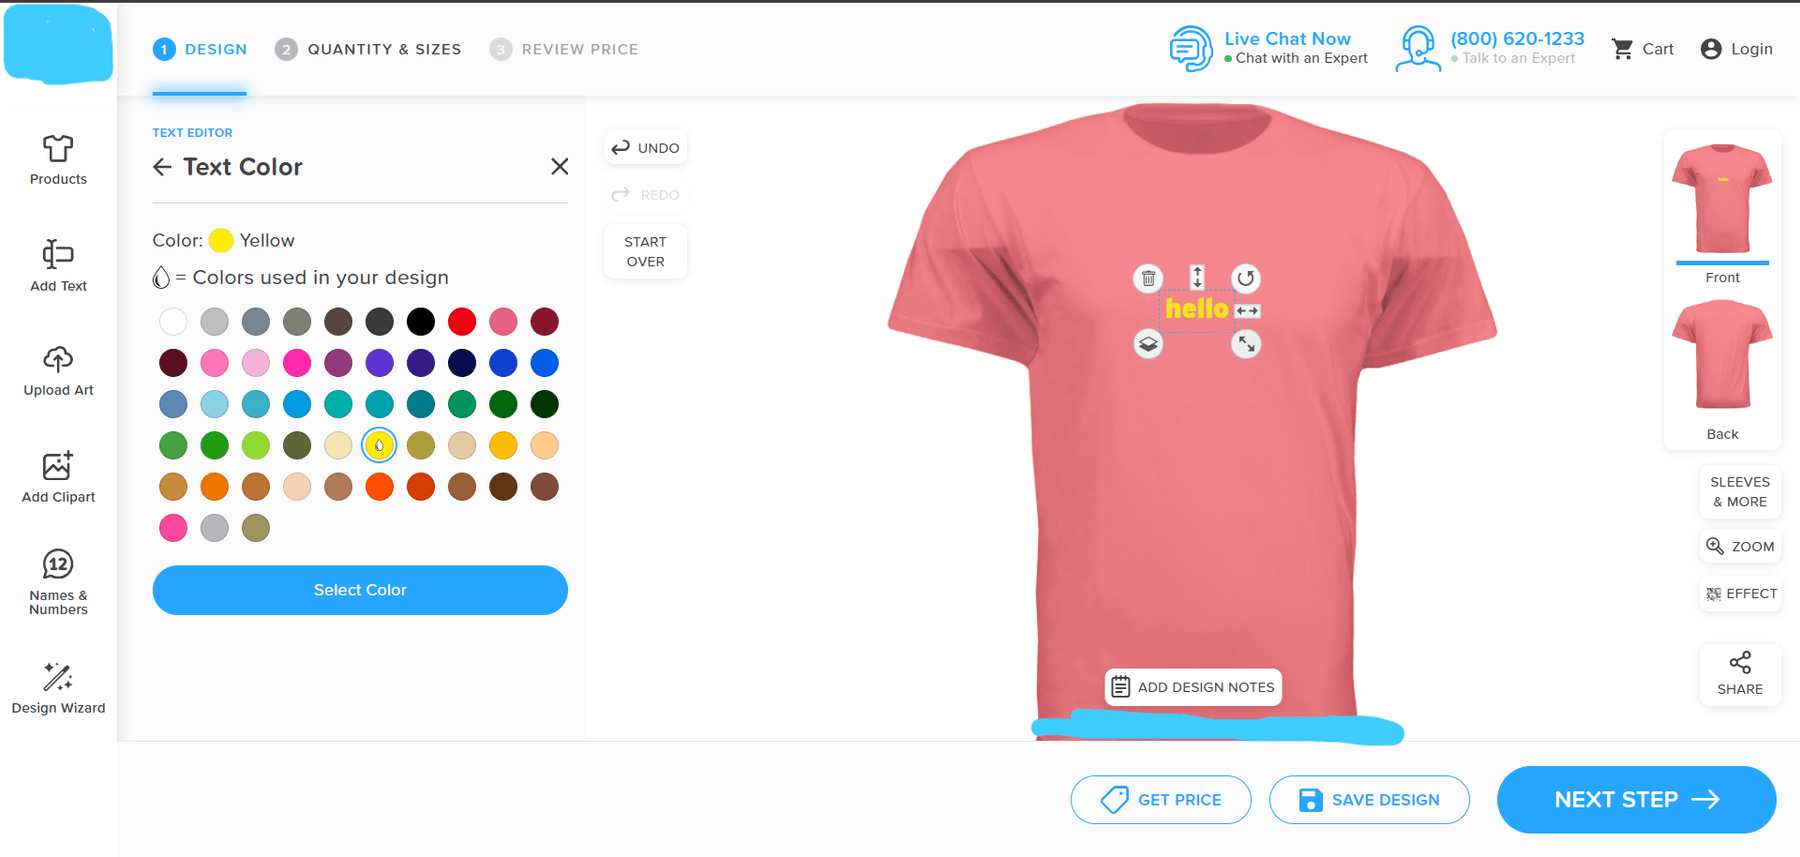 1 DESIGN
2 QUANTITY & SIZES
3 REVIEW PRICE
Live Chat Now
Chat with an Expert
(800) 620-1233
Talk to an Expert
Cart
Login
Products
Add Text
Upload Art
Add Clipart
12
Names &
Numbers
Design Wizard
TEXT EDITOR
Text Color
Color: Yellow
= Colors used in your design
Select Color
UNDO
REDO
START
OVER
hello
ADD DESIGN NOTES
hello
Front
Back
SLEEVES
& MORE
ZOOM
EFFECT
SHARE
GET PRICE
SAVE DESIGN
NEXT STEP